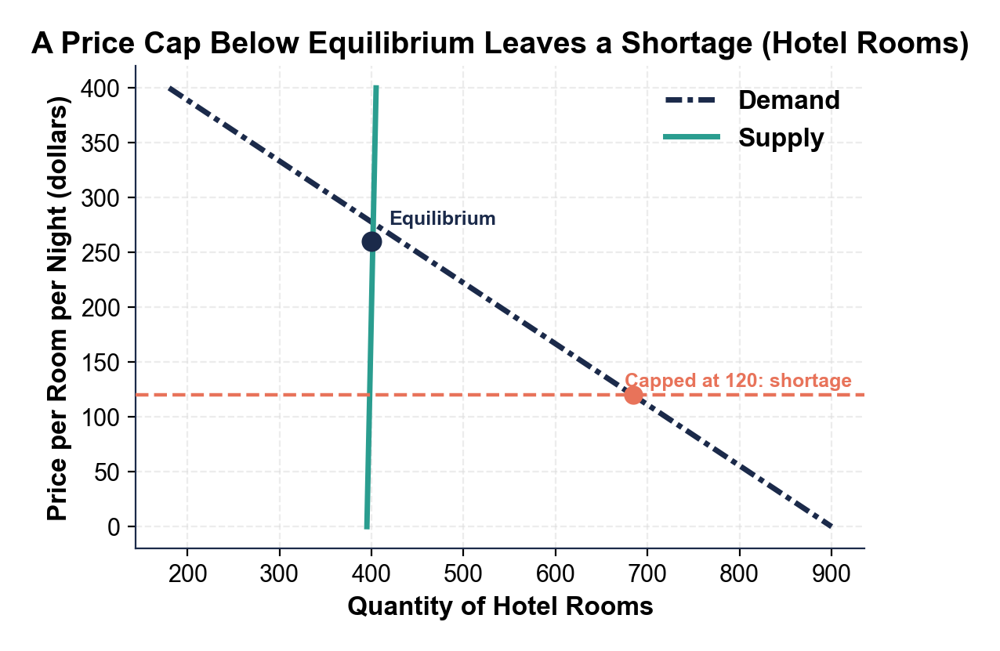 A Price Cap Below Equilibrium Leaves a Shortage (Hotel Rooms)
Price per Room per Night (dollars)
400
350
300
250
200
150
100
50
0
Demand
Supply
Equilibrium
Capped at 120: shortage
200 300 400 500 600 700 800 900
Quantity of Hotel Rooms